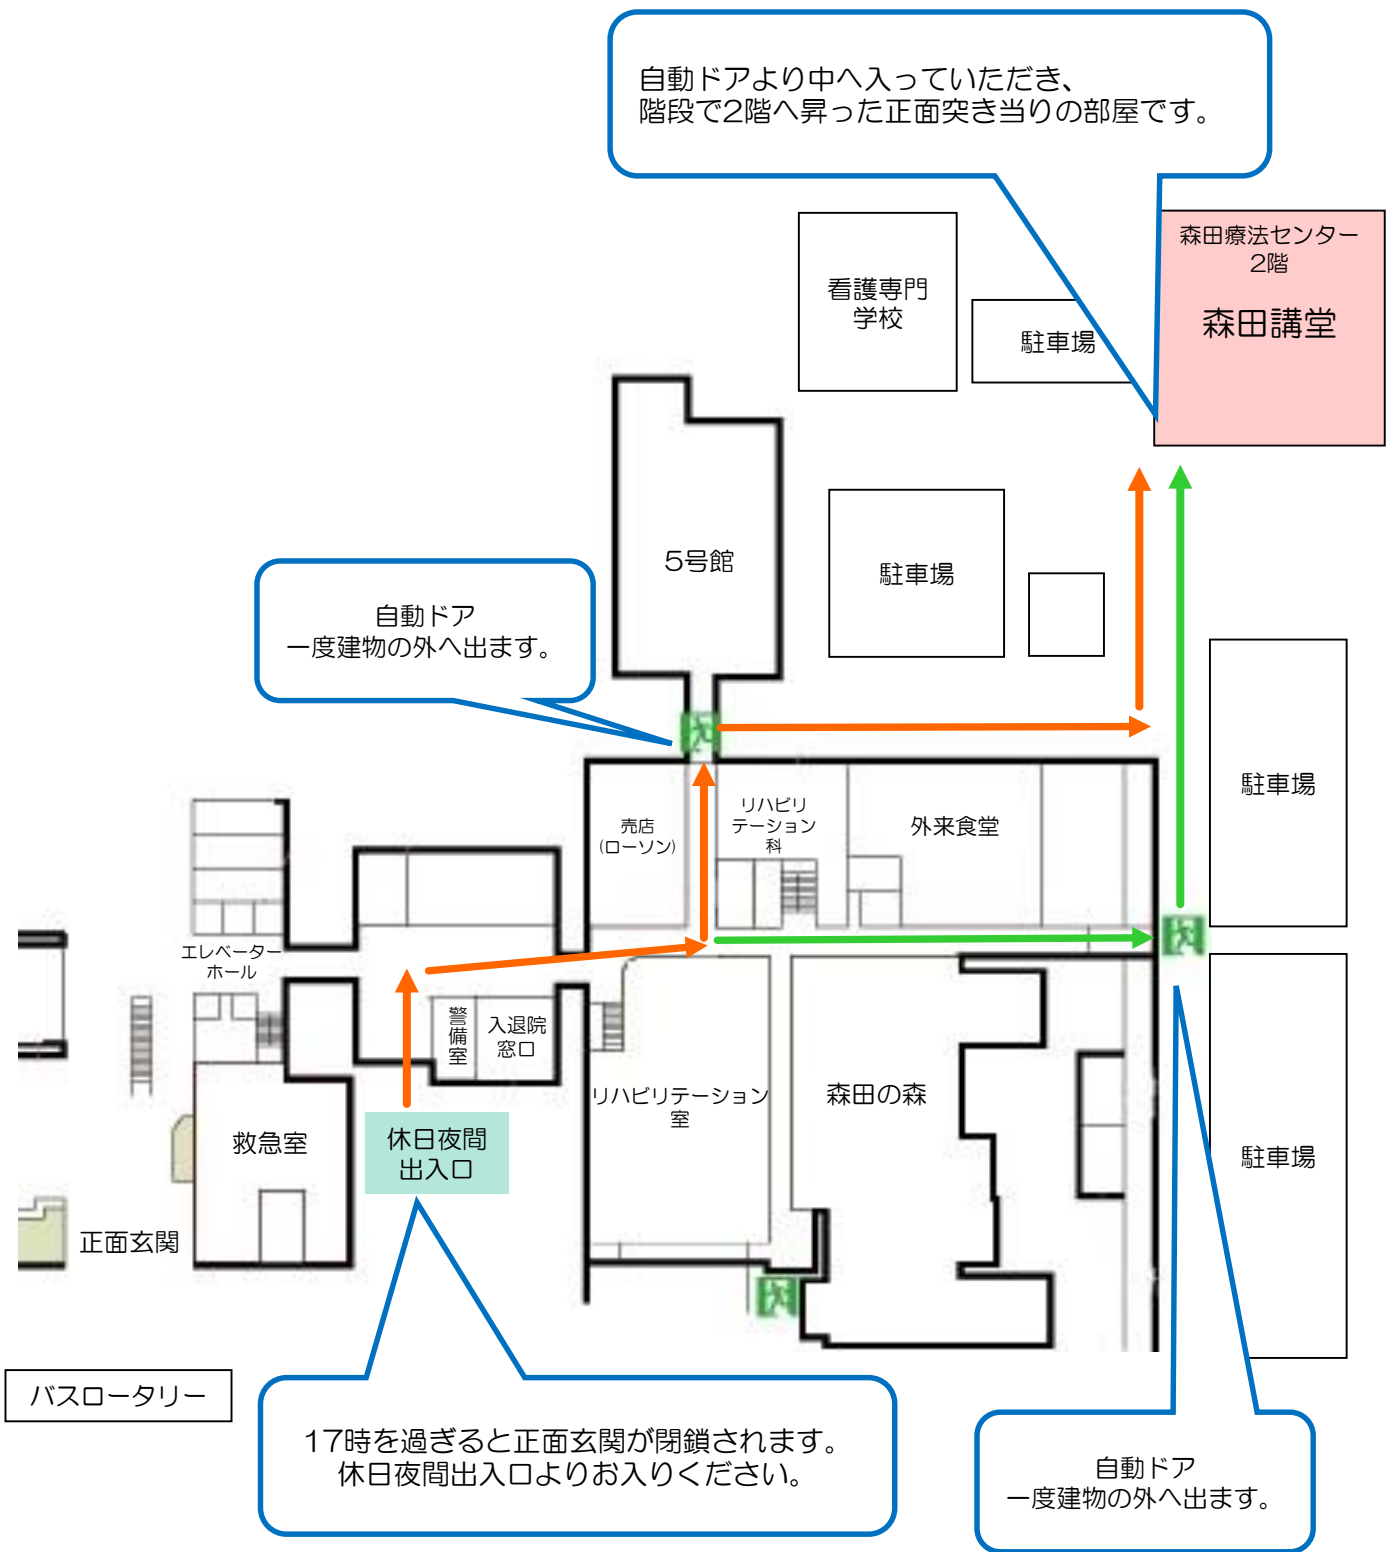 自動ドアより中へ入っていただき、
階段で2階へ昇った正面突き当りの部屋です。
森田療法センター
2階
森田講堂
看護専門
学校
駐車場
5号館
駐車場
自動ドア
一度建物の外へ出ます。
駐車場
売店
(ローソン)
リハビリ
テーション
科
外来食堂
エレベーター
ホール
警
備
室
入退院
窓口
リハビリテーション
室
森田の森
救急室
休日夜間
出入口
駐車場
正面玄関
バスロータリー
17時を過ぎると正面玄関が閉鎖されます。
休日夜間出入口よりお入りください。
自動ドア
一度建物の外へ出ます。